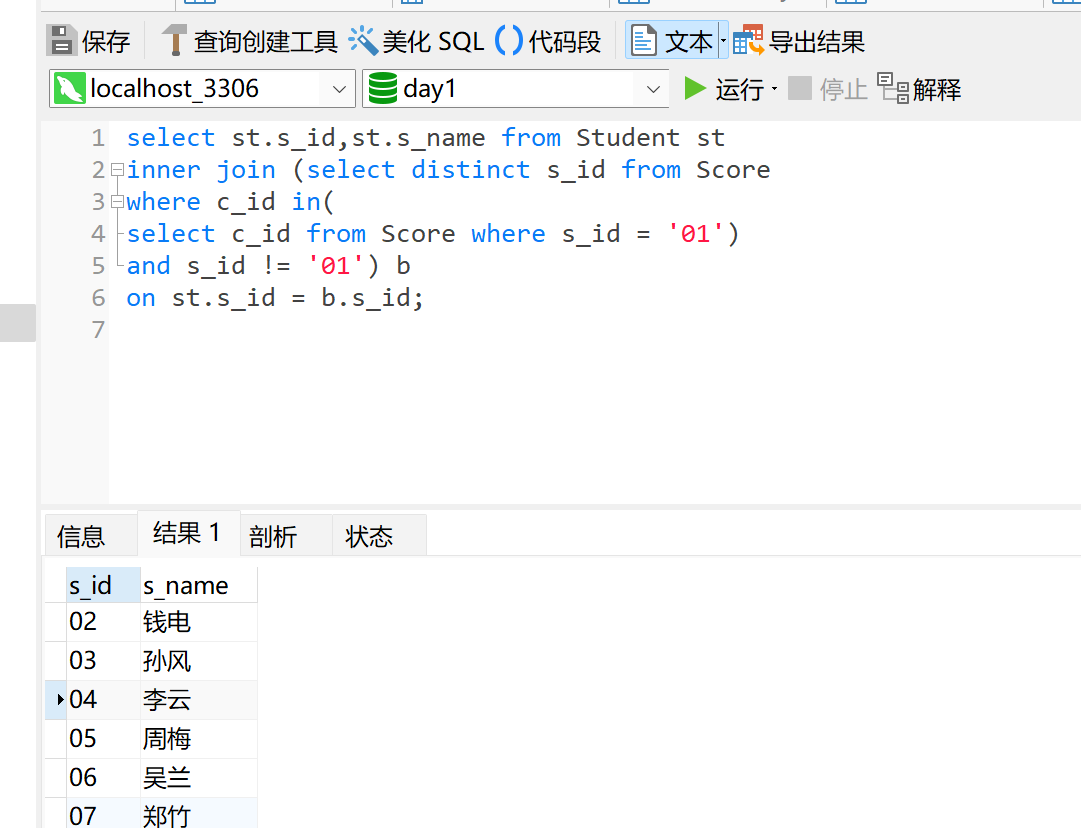 保存 查询创建工具 美化 SQL 代码段 文本 导出结果
localhost_3306 day1 运行 停止 解释
1 select st.s_id,st.s_name from Student st
2 inner join (select distinct s_id from Score
3 where c_id in(
4 select c_id from Score where s_id = '01')
5 and s_id != '01') b
6 on st.s_id = b.s_id;
7
信息 结果 1 剖析 状态
s_id s_name
02 钱电
03 孙风
04 李云
05 周梅
06 吴兰
07 郑竹